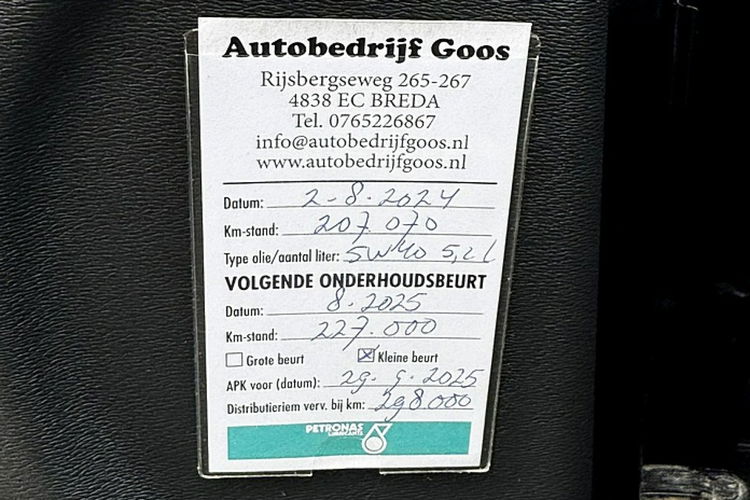 Autobedrijf Goos
Rijsbergseweg 265-267
4838 EC BREDA
Tel. 0765226867
info@autobedrijfgoos.nl
www.autobedrijfgoos.nl
Datum: 2-8-2024
Km-stand: 207.070
Type olie/aantal liter: 5W40 5,2 l
VOLGENDE ONDERHOUDSBEURT
Datum: 8-2025
Km-stand: 227.000
Grote beurt Kleine beurt
APK voor (datum): 29-9-2025
Distributieriem verv. bij km: 298.000
PETRONAS
LUBRICANTS